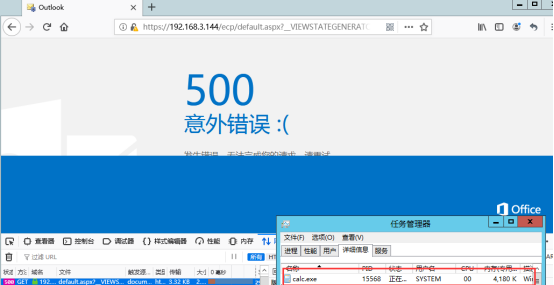 Outlook
https://192.168.3.144/ecp/default.aspx?__VIEWSTATEGENERATO
500
意外错误 :(
发生错误，无法完成您的请求。请重试
Office
查看器 控制台 调试器 {} 样式编辑器 性能 内存
过滤 URL 所有
状 方 域名 文件 触发源... 类型 传输 大小 0 毫秒
500 GET 192... default.aspx?__VIEWS... docum... ht... 3.32 KB 2...
任务管理器
文件(F) 选项(O) 查看(V)
进程 性能 用户 详细信息 服务
名称 PID 状态 用户名 CPU 内存(专用... 描
calc.exe 15568 正在... SYSTEM 00 4,180 K Wi